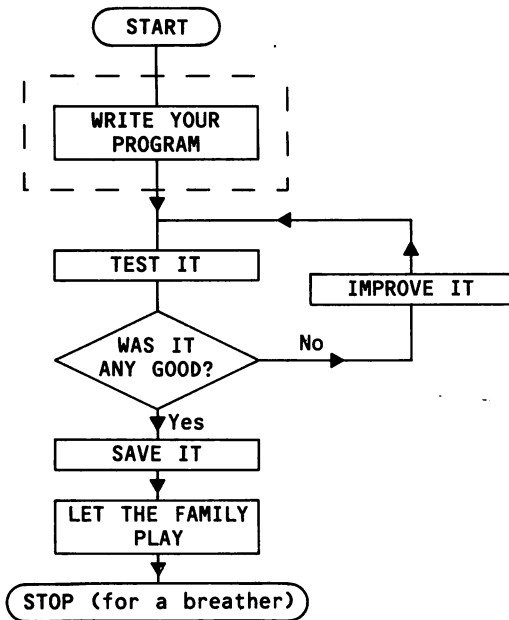 START
WRITE YOUR
PROGRAM
TEST IT
IMPROVE IT
WAS IT
ANY GOOD?
No
Yes
SAVE IT
LET THE FAMILY
PLAY
STOP (for a breather)